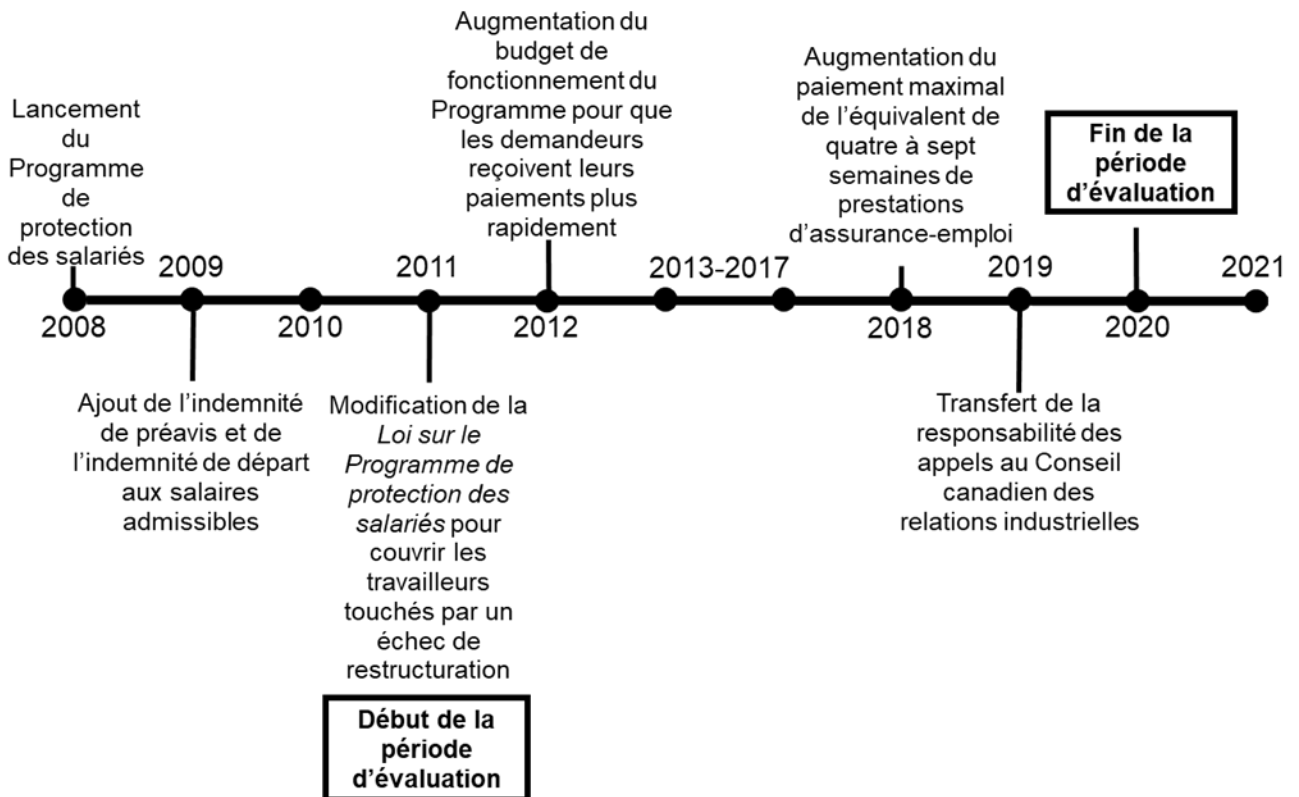 Lancement
du
Programme
de
protection
des salariés
Augmentation du
budget de
fonctionnement du
Programme pour que
les demandeurs
reçoivent leurs
paiements plus
rapidement
Augmentation du
paiement maximal
de l'équivalent de
quatre à sept
semaines de
prestations
d'assurance-emploi
Fin de la
période
d'évaluation
2009
2011
2013-2017
2019
2021
2008
2010
2012
2018
2020
Ajout de l'indemnité
de préavis et de
l'indemnité de départ
aux salaires
admissibles
Modification de la
Loi sur le
Programme de
protection des
salariés pour
couvrir les
travailleurs
touchés par un
échec de
restructuration
Début de la
période
d'évaluation
Transfert de la
responsabilité des
appels au Conseil
canadien des
relations industrielles